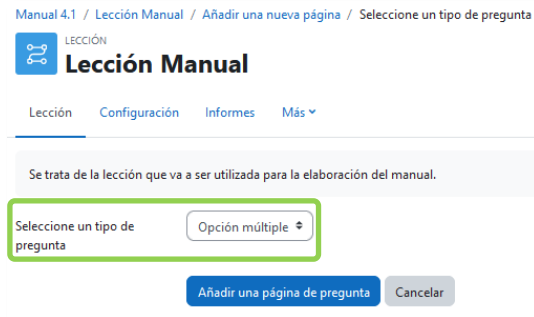 Manual 4.1 / Lección Manual / Añadir una nueva página / Seleccione un tipo de pregunta
LECCIÓN
Lección Manual
Lección Configuración Informes Más
Se trata de la lección que va a ser utilizada para la elaboración del manual.
Seleccione un tipo de
pregunta
Opción múltiple
Añadir una página de pregunta Cancelar